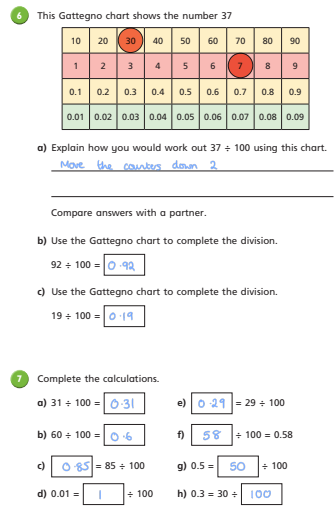 6 This Gattegno chart shows the number 37
10 20 30 40 50 60 70 80 90
1 2 3 4 5 6 7 8 9
0.1 0.2 0.3 0.4 0.5 0.6 0.7 0.8 0.9
0.01 0.02 0.03 0.04 0.05 0.06 0.07 0.08 0.09
a) Explain how you would work out 37 ÷ 100 using this chart.
Move the counters down 2
Compare answers with a partner.
b) Use the Gattegno chart to complete the division.
92 ÷ 100 = 0.92
c) Use the Gattegno chart to complete the division.
19 ÷ 100 = 0.19
7 Complete the calculations.
a) 31 ÷ 100 = 0.31
e) 0.29 = 29 ÷ 100
b) 60 ÷ 100 = 0.6
f) 58 ÷ 100 = 0.58
c) 0.85 = 85 ÷ 100
g) 0.5 = 50 ÷ 100
d) 0.01 = 1 ÷ 100
h) 0.3 = 30 ÷ 100